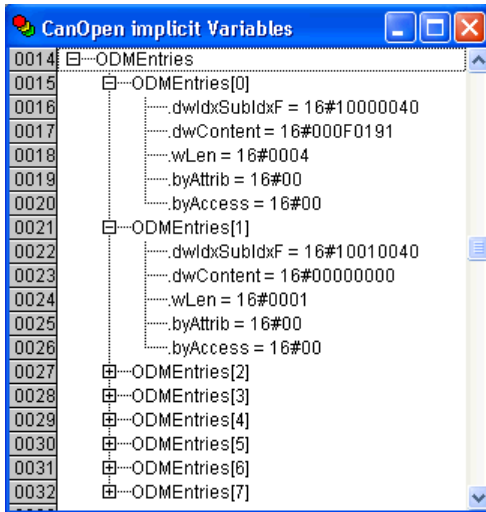 CanOpen implicit Variables
0014 ODMEntries
0015 ODMEntries[0]
0016 .dwIdxSubIdxF = 16#10000040
0017 .dwContent = 16#000F0191
0018 .wLen = 16#0004
0019 .byAttrib = 16#00
0020 .byAccess = 16#00
0021 ODMEntries[1]
0022 .dwIdxSubIdxF = 16#10010040
0023 .dwContent = 16#00000000
0024 .wLen = 16#0001
0025 .byAttrib = 16#00
0026 .byAccess = 16#00
0027 ODMEntries[2]
0028 ODMEntries[3]
0029 ODMEntries[4]
0030 ODMEntries[5]
0031 ODMEntries[6]
0032 ODMEntries[7]